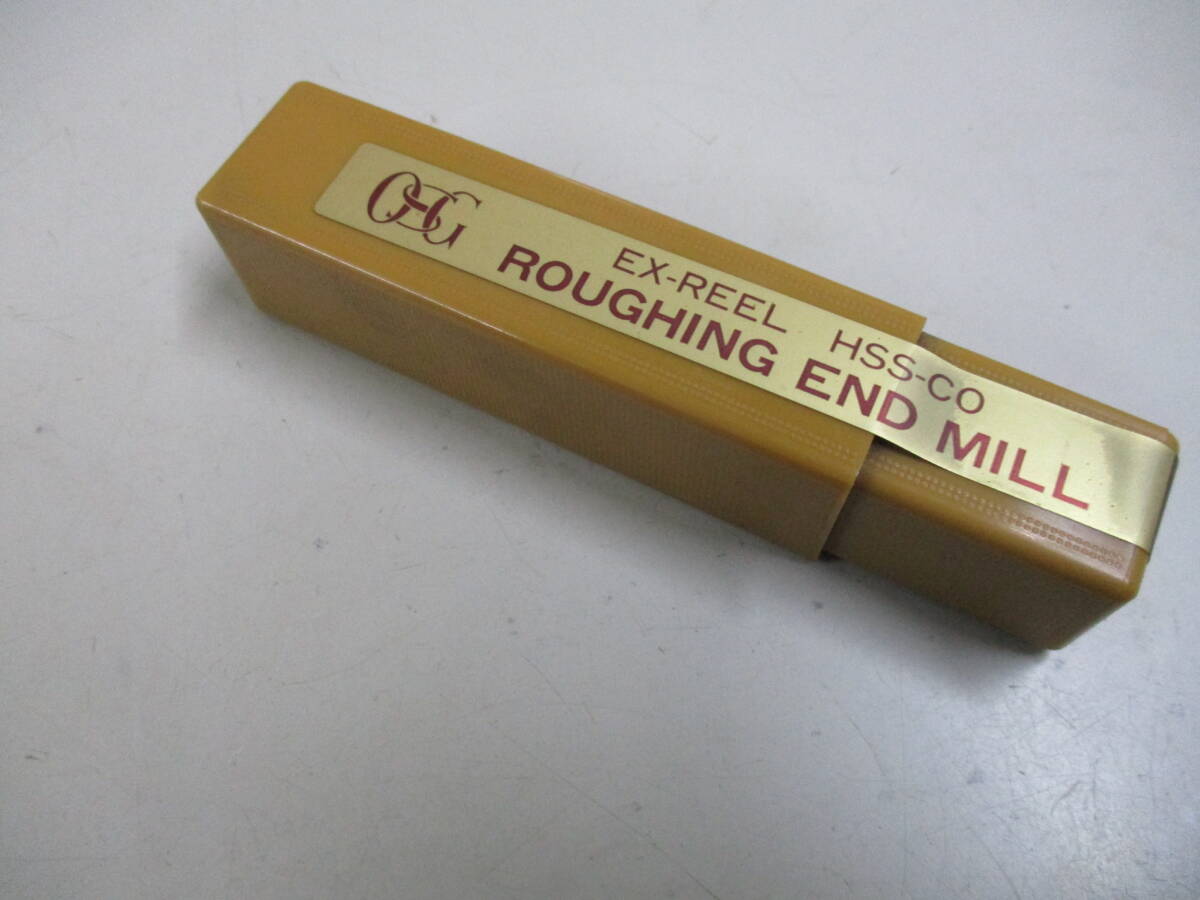 OSG
EX-REEL HSS-CO
ROUGHING END MILL